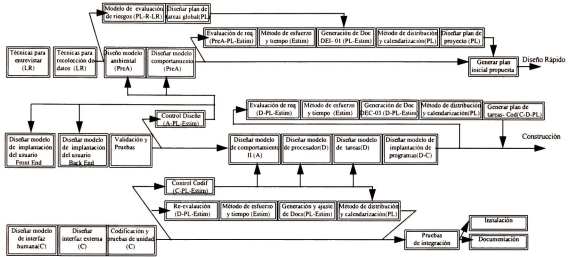 Modelo de evaluación
de riesgos (PL-R-LR)
Diseñar plan de
tareas global(PL)
Evaluación de req
(PreA-PL-Estim)
Método de esfuerzo
y tiempo (Estim)
Generación de Doc
DEI- 01 (PL-Estim)
Método de distribución
y calendarización(PL)
Diseñar plan de
proyecto (PL)
Técnicas para
entrevistar (LR)
Técnicas para
recolección de
datos (LR)
Diseño modelo
ambiental
(PreA)
Diseñar modelo
comportamiento
(PreA)
Generar plan
inicial propuesta
Diseño Rápido
Control Diseño
(A-PL-Estim)
Evaluación de req
(D-PL-Estim)
Método de esfuerzo
y tiempo (Estim)
Generación de Doc
DEC-03 (D-PL-Estim)
Método de distribución
y calendarización(PL)
Generar plan de
tareas- Cod(C-D-PL)
Construcción
Diseñar modelo
de implantación
del usuario
Front End
Diseñar modelo
de implantación
del usuario
Back End
Validación y
Pruebas
Diseñar modelo
de comportamiento
II (A)
Diseñar modelo
de procesador(D)
Diseñar modelo
de tareas(D)
Diseñar modelo de
implantación de
programas(D-C)
Control Codif
(C-PL-Estim)
Re-evaluación
(D-PL-Estim)
Método de esfuerzo
y tiempo (Estim)
Generación y ajuste
de Docs(PL-Estim)
Método de distribución
y calendarización(PL)
Diseñar modelo
de interfaz
humana(C)
Diseñar
interfaz externa
(C)
Codificación y
pruebas de unidad
(C)
Pruebas
de integración
Instalación
Documentación